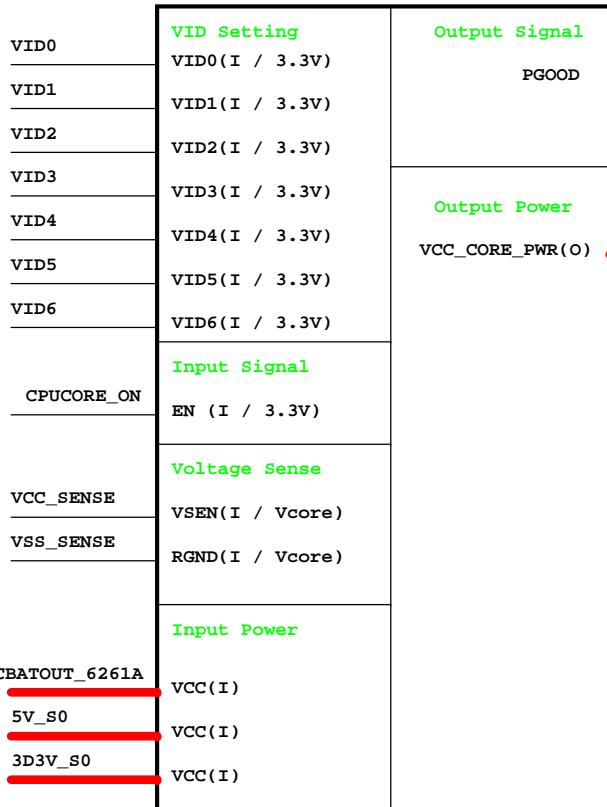 VID0
VID1
VID2
VID3
VID4
VID5
VID6
CPUCORE_ON
VCC_SENSE
VSS_SENSE
CBATOUT_6261A
5V_S0
3D3V_S0
VID Setting
VID0(I / 3.3V)
VID1(I / 3.3V)
VID2(I / 3.3V)
VID3(I / 3.3V)
VID4(I / 3.3V)
VID5(I / 3.3V)
VID6(I / 3.3V)
Input Signal
EN (I / 3.3V)
Voltage Sense
VSEN(I / Vcore)
RGND(I / Vcore)
Input Power
VCC(I)
VCC(I)
VCC(I)
Output Signal
PGOOD
Output Power
VCC_CORE_PWR(O)